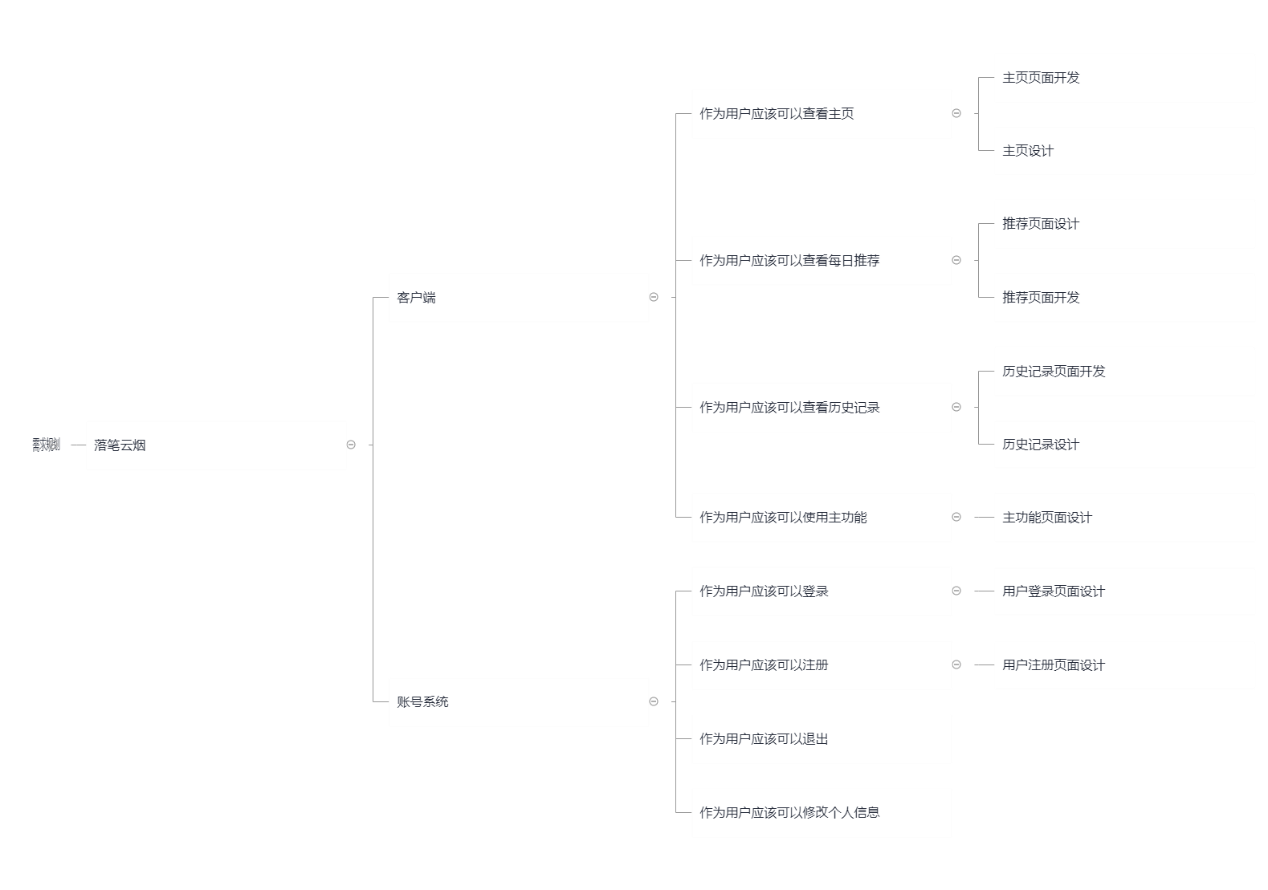 落笔云烟
客户端
作为用户应该可以查看主页
主页页面开发
主页设计
作为用户应该可以查看每日推荐
推荐页面设计
推荐页面开发
作为用户应该可以查看历史记录
历史记录页面开发
历史记录设计
作为用户应该可以使用主功能
主功能页面设计
账号系统
作为用户应该可以登录
用户登录页面设计
作为用户应该可以注册
用户注册页面设计
作为用户应该可以退出
作为用户应该可以修改个人信息